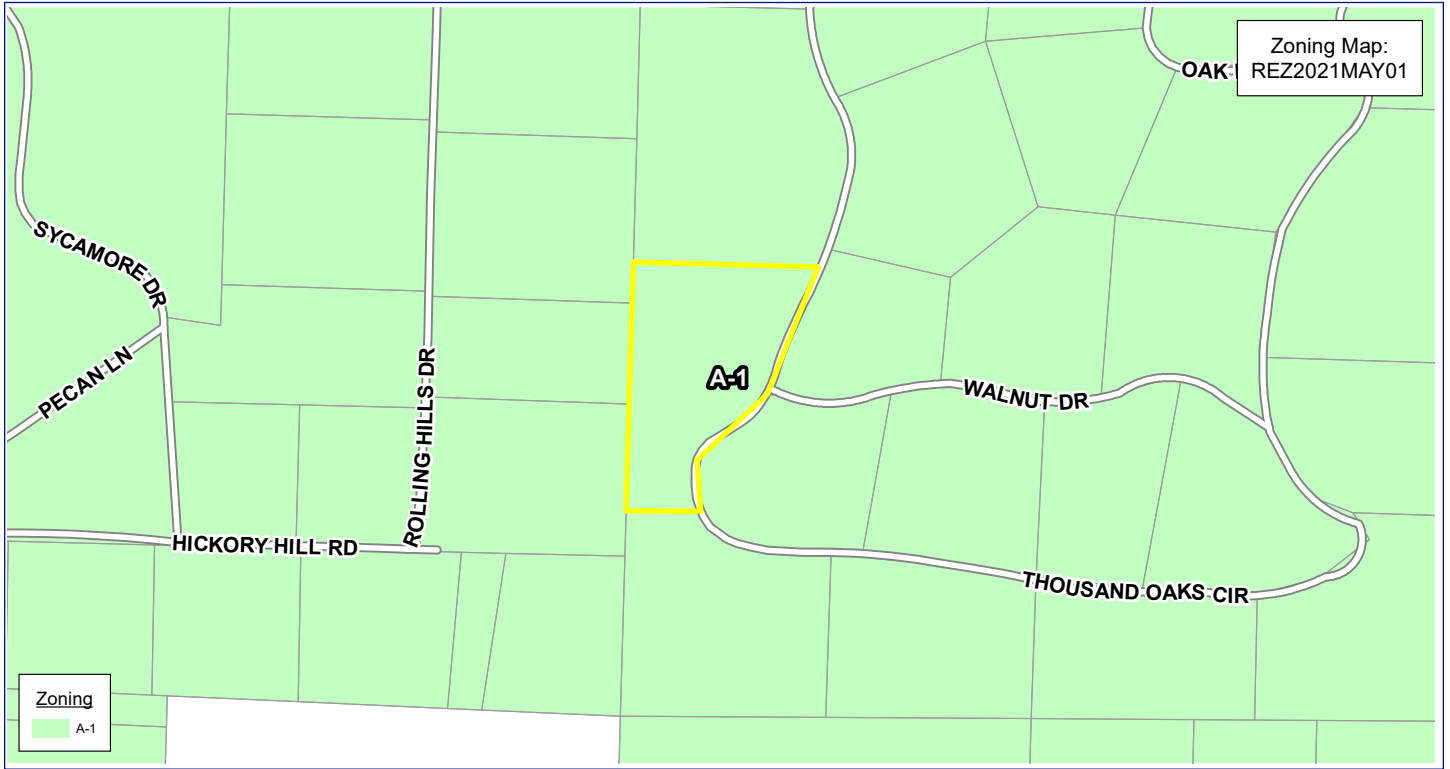 Zoning Map:
REZ2021MAY01
OAK
SYCAMORE DR
PECAN LN
ROLLING HILLS DR
A-1
WALNUT DR
HICKORY HILL RD
THOUSAND OAKS CIR
Zoning
A-1